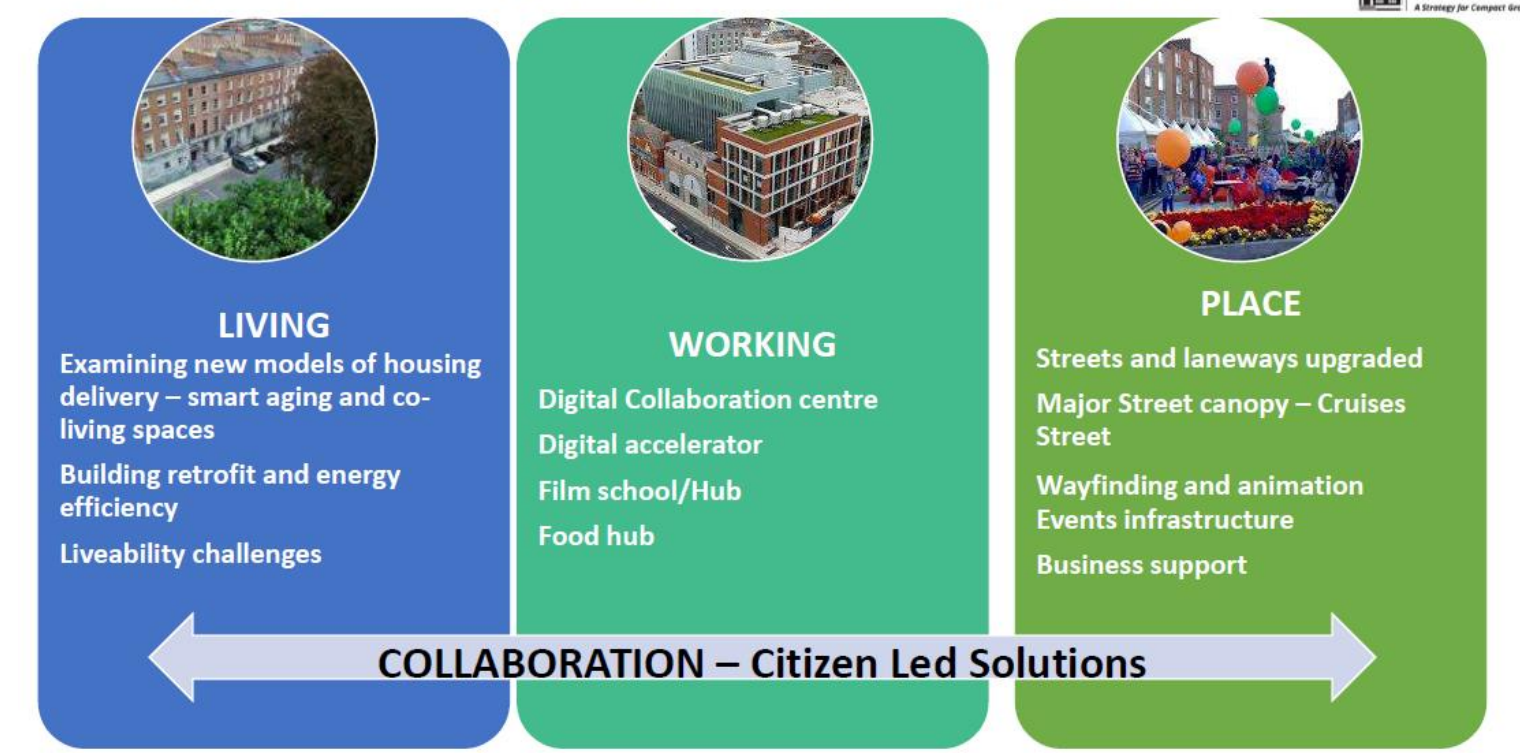 A Strategy for Compact Gro
LIVING
Examining new models of housing
delivery – smart aging and co-
living spaces
Building retrofit and energy
efficiency
Liveability challenges
WORKING
Digital Collaboration centre
Digital accelerator
Film school/Hub
Food hub
PLACE
Streets and laneways upgraded
Major Street canopy – Cruises
Street
Wayfinding and animation
Events infrastructure
Business support
COLLABORATION – Citizen Led Solutions